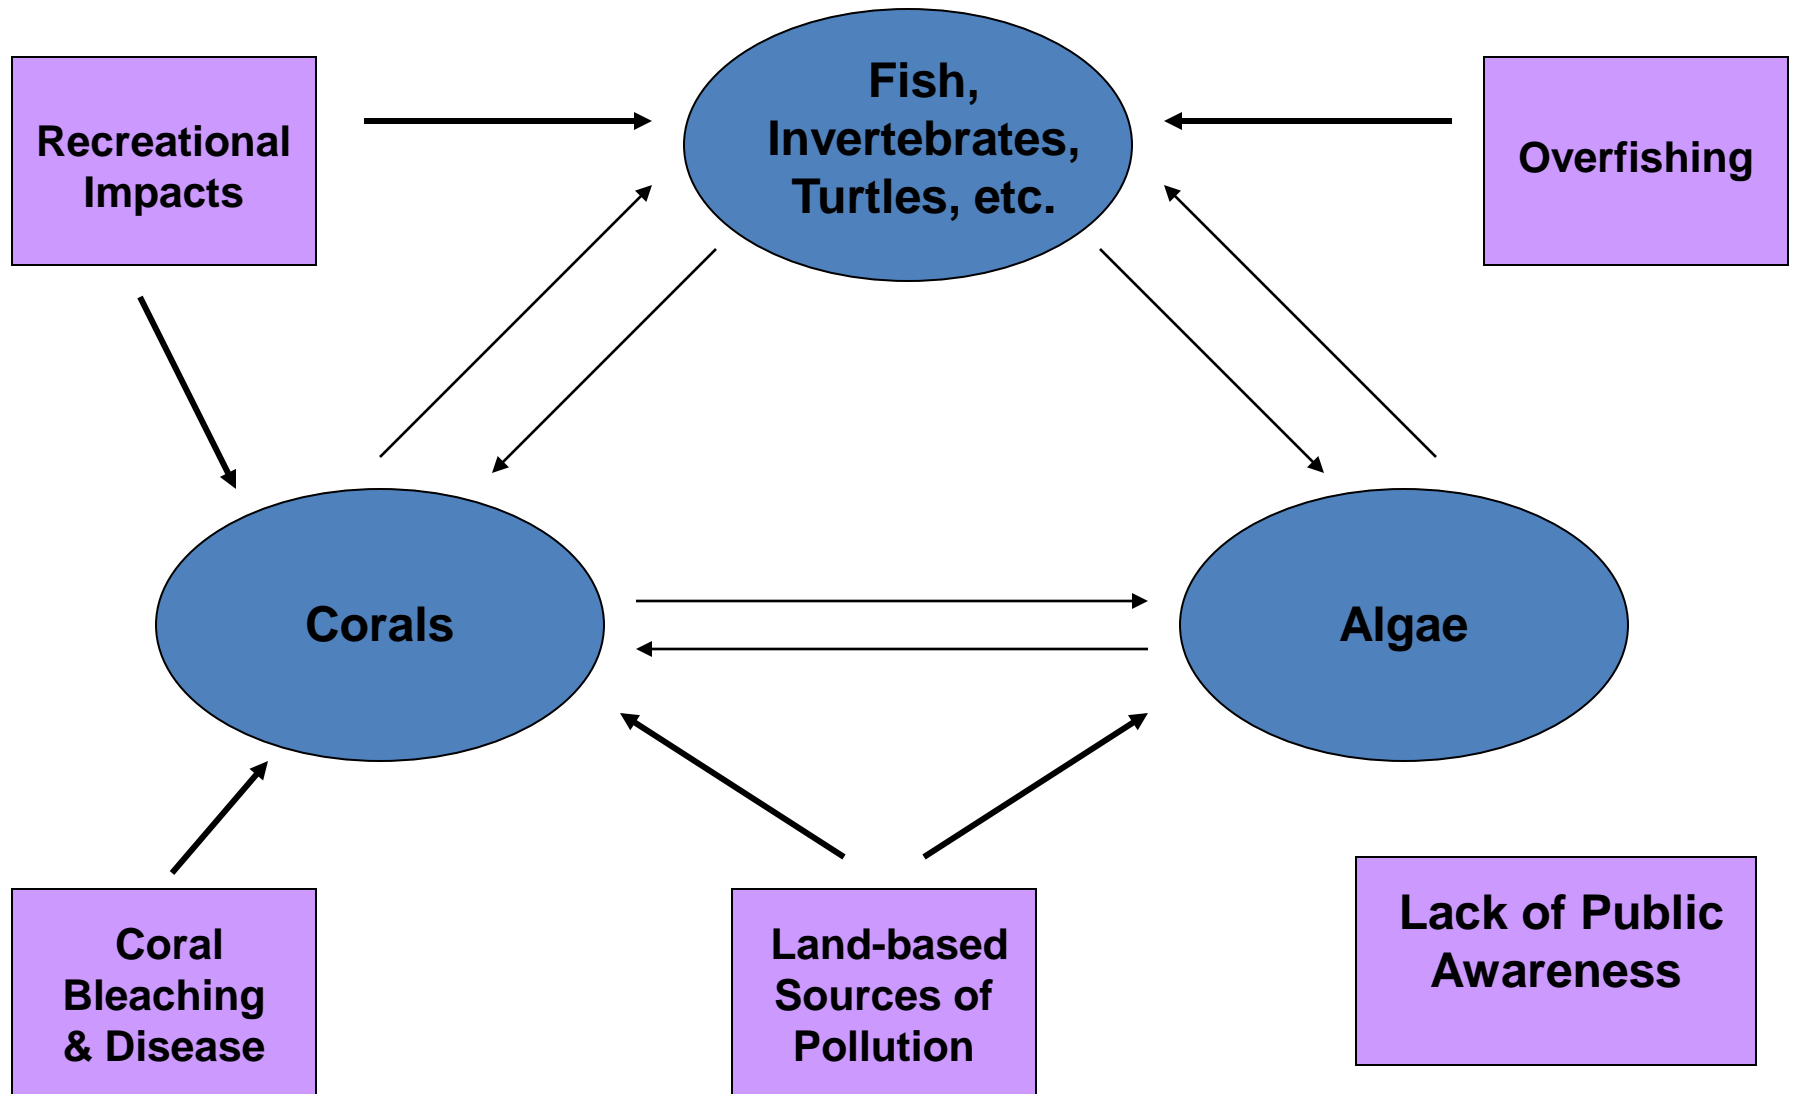 Fish,
Invertebrates,
Turtles, etc.
Recreational
Impacts
Overfishing
Corals
Algae
Coral
Bleaching
& Disease
Land-based
Sources of
Pollution
Lack of Public
Awareness